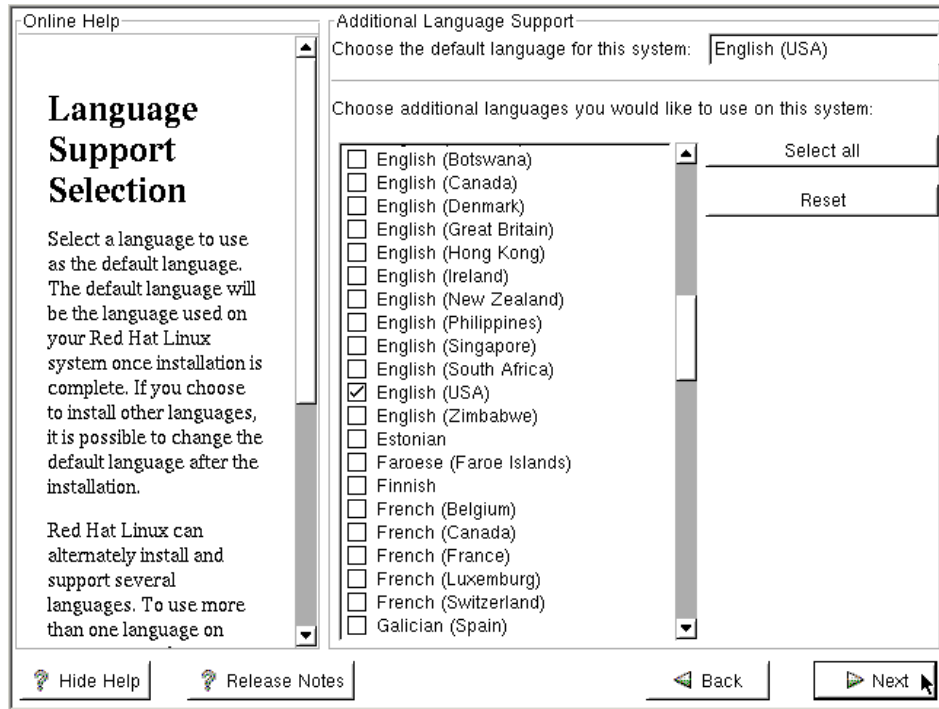 Online Help
Language
Support
Selection
Select a language to use
as the default language.
The default language will
be the language used on
your Red Hat Linux
system once installation is
complete. If you choose
to install other languages,
it is possible to change the
default language after the
installation.
Red Hat Linux can
alternately install and
support several
languages. To use more
than one language on
Additional Language Support
Choose the default language for this system: English (USA)
Choose additional languages you would like to use on this system:
English (Botswana)
English (Canada)
English (Denmark)
English (Great Britain)
English (Hong Kong)
English (Ireland)
English (New Zealand)
English (Philippines)
English (Singapore)
English (South Africa)
English (USA)
English (Zimbabwe)
Estonian
Faroese (Faroe Islands)
Finnish
French (Belgium)
French (Canada)
French (France)
French (Luxemburg)
French (Switzerland)
Galician (Spain)
Select all
Reset
Hide Help
Release Notes
Back
Next